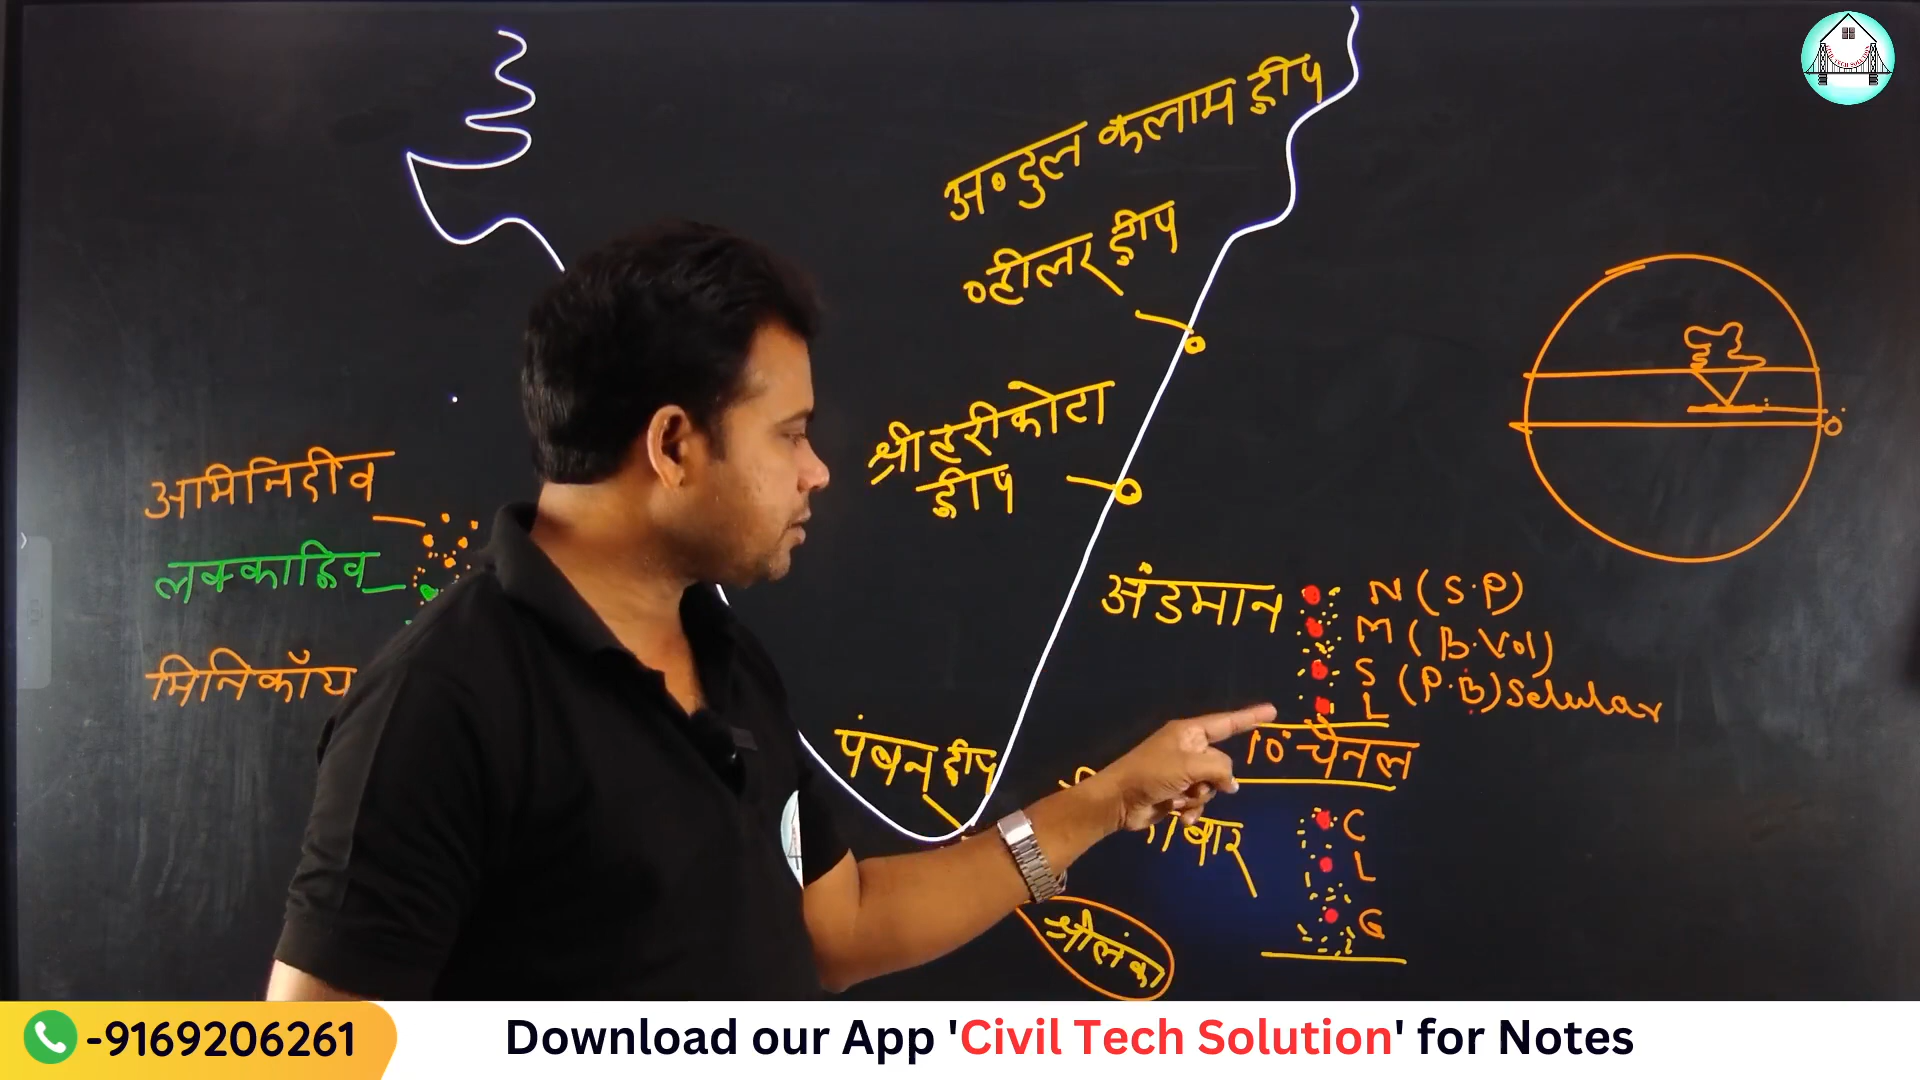 अब्दुल कलाम द्वीप
व्हीलर द्वीप
श्रीहरीकोटा
द्वीप
आमिनिदीव
लक्काद्विव
मिनिकॉय
अंडमान
N (S.P)
M (B.Vol)
S (P.B) Selular
L
10° चैनल
पंबन द्वीप
C
L
G
श्रीलंका
0°
-9169206261
Download our App 'Civil Tech Solution' for Notes